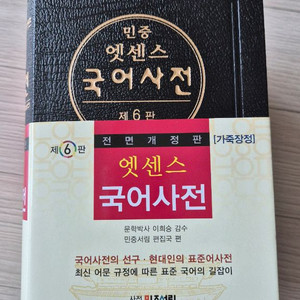 민중
엣센스
국어사전
제6판
제6판 전면개정판 [가죽장정]
엣센스
국어사전
문학박사 이희승 감수
민중서림 편집국 편
국어사전의 선구·현대인의 표준어사전
최신 어문 규정에 따른 표준 국어의 길잡이
사전 민중서림
전